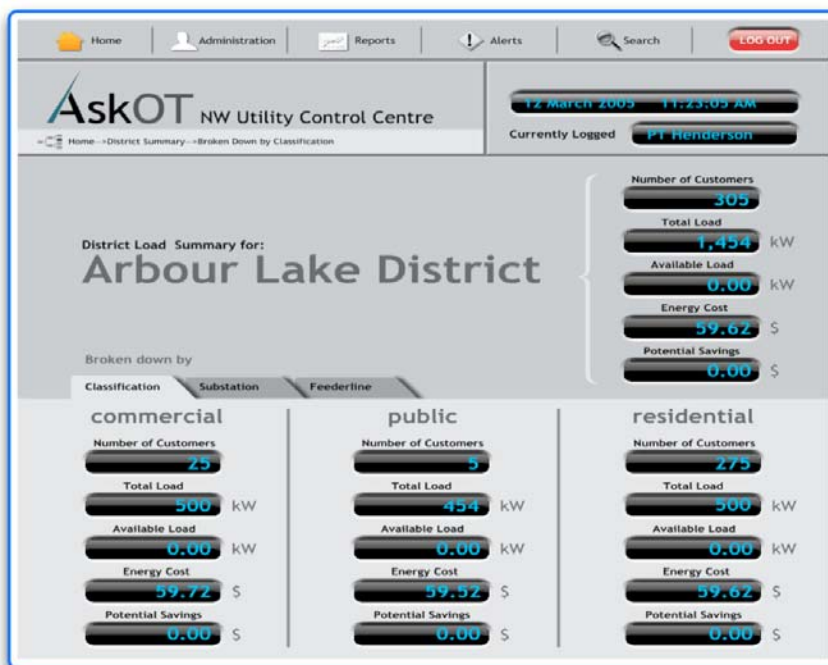 Home Administration Reports Alerts Search LOG OUT
AskOT NW Utility Control Centre
Home-->District Summary-->Broken Down by Classification
12 March 2005 11:23:05 AM
Currently Logged PT Henderson
District Load Summary for:
Arbour Lake District
Number of Customers
305
Total Load
1,454 kW
Available Load
0.00 kW
Energy Cost
59.62 $
Potential Savings
0.00 $
Broken down by
Classification Substation Feederline
commercial
Number of Customers
25
Total Load
500 kW
Available Load
0.00 kW
Energy Cost
59.72 $
Potential Savings
0.00 $
public
Number of Customers
5
Total Load
454 kW
Available Load
0.00 kW
Energy Cost
59.52 $
Potential Savings
0.00 $
residential
Number of Customers
275
Total Load
500 kW
Available Load
0.00 kW
Energy Cost
59.62 $
Potential Savings
0.00 $